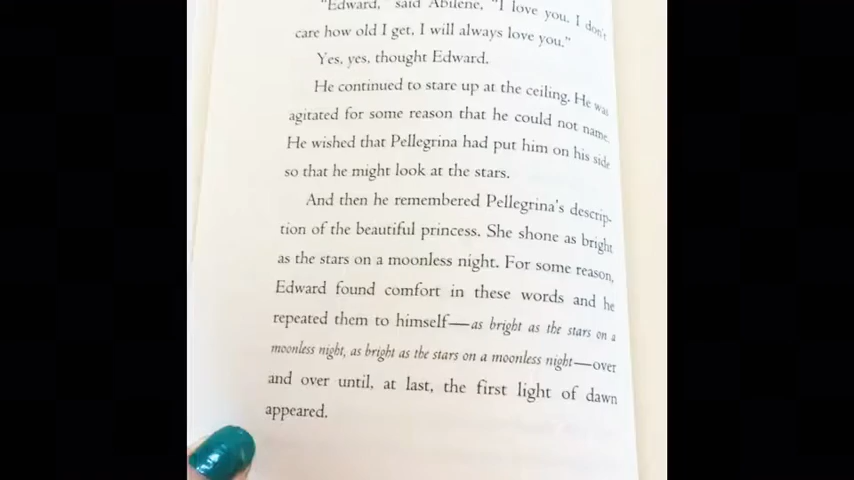 "Edward," said Abilene, "I love you. I don't
care how old I get, I will always love you."
Yes, yes, thought Edward.
He continued to stare up at the ceiling. He was
agitated for some reason that he could not name.
He wished that Pellegrina had put him on his side
so that he might look at the stars.
And then he remembered Pellegrina's descrip-
tion of the beautiful princess. She shone as bright
as the stars on a moonless night. For some reason,
Edward found comfort in these words and he
repeated them to himself—as bright as the stars on a
moonless night, as bright as the stars on a moonless night—over
and over until, at last, the first light of dawn
appeared.